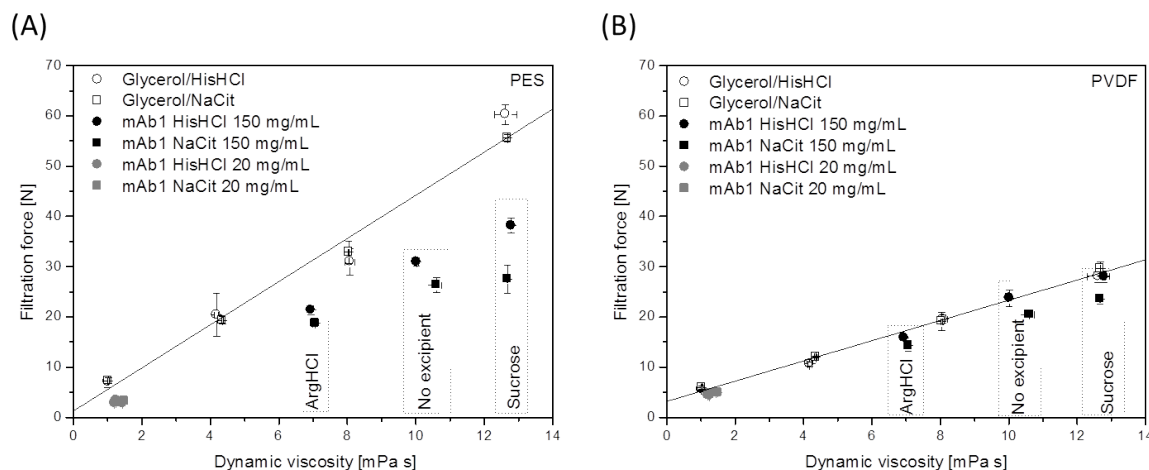 (A)
(B)
70
60
50
40
30
20
10
0
Filtration force [N]
0 2 4 6 8 10 12 14
Dynamic viscosity [mPa s]
PES
Glycerol/HisHCl
Glycerol/NaCit
mAb1 HisHCl 150 mg/mL
mAb1 NaCit 150 mg/mL
mAb1 HisHCl 20 mg/mL
mAb1 NaCit 20 mg/mL
ArgHCl
No excipient
Sucrose
70
60
50
40
30
20
10
0
Filtration force [N]
0 2 4 6 8 10 12 14
Dynamic viscosity [mPa s]
PVDF
Glycerol/HisHCl
Glycerol/NaCit
mAb1 HisHCl 150 mg/mL
mAb1 NaCit 150 mg/mL
mAb1 HisHCl 20 mg/mL
mAb1 NaCit 20 mg/mL
ArgHCl
No excipient
Sucrose